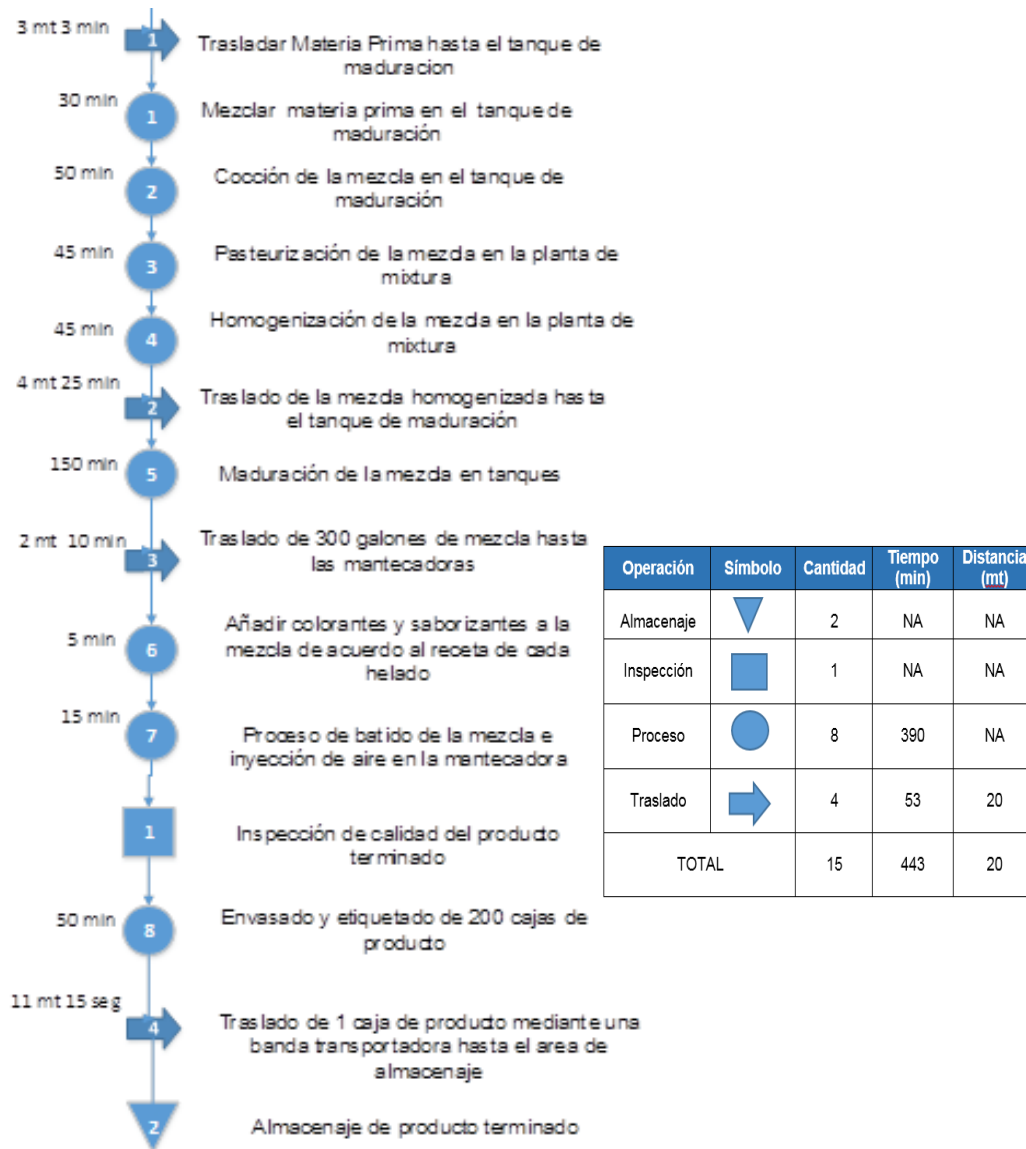 3 mt 3 min
1
Trasladar Materia Prima hasta el tanque de
maduracion
30 min
1
Mezclar materia prima en el tanque de
maduración
50 min
2
Cocción de la mezcla en el tanque de
maduración
45 min
3
Pasteurización de la mezcla en la planta de
mixtura
45 min
4
Homogenización de la mezcla en la planta de
mixtura
4 mt 25 min
2
Traslado de la mezcla homogenizada hasta
el tanque de maduración
150 min
5
Maduración de la mezcla en tanques
2 mt 10 min
3
Traslado de 300 galones de mezcla hasta
las mantecadoras
5 min
6
Añadir colorantes y saborizantes a la
mezcla de acuerdo al receta de cada
helado
15 min
7
Proceso de batido de la mezcla e
inyección de aire en la mantecadora
1
Inspección de calidad del producto
terminado
50 min
8
Envasado y etiquetado de 200 cajas de
producto
11 mt 15 seg
4
Traslado de 1 caja de producto mediante una
banda transportadora hasta el area de
almacenaje
2
Almacenaje de producto terminado
Operación Símbolo Cantidad Tiempo (min) Distancia (mt)
Almacenaje 2 NA NA
Inspección 1 NA NA
Proceso 8 390 NA
Traslado 4 53 20
TOTAL 15 443 20